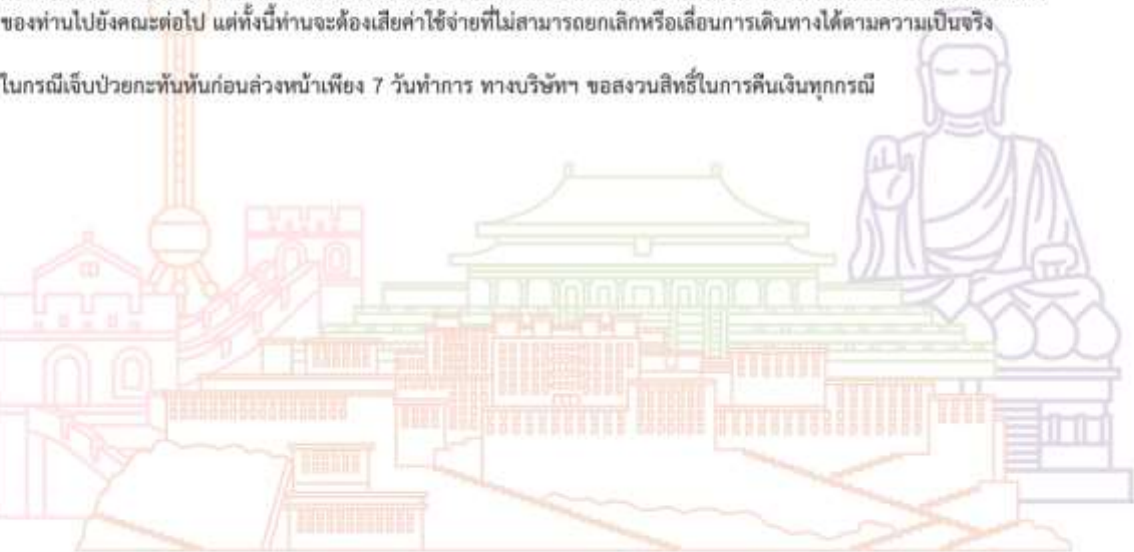 ของท่านไปยังคณะต่อไป แต่ทั้งนี้ท่านจะต้องเสียค่าใช้จ่ายที่ไม่สามารถยกเลิกหรือเลื่อนการเดินทางได้ตามความเป็นจริง
ในกรณีเจ็บป่วยกะทันหันก่อนล่วงหน้าเพียง 7 วันทำการ ทางบริษัทฯ ขอสงวนสิทธิ์ในการคืนเงินทุกกรณี